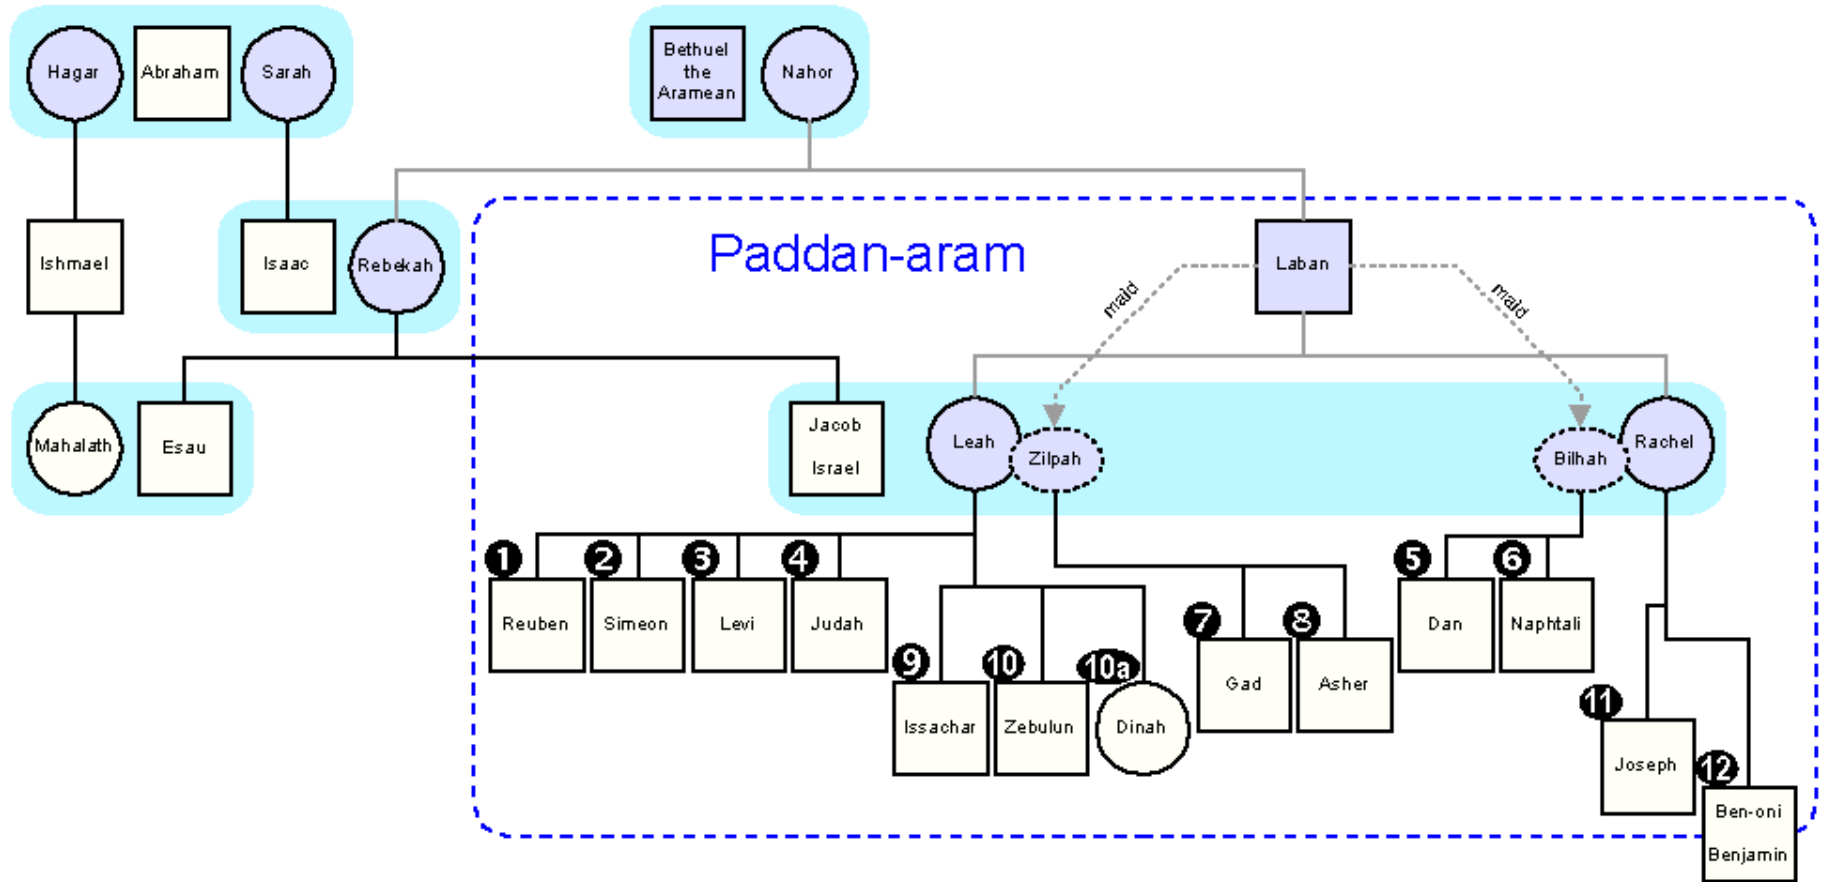 Hagar
Abraham
Sarah
Bethuel
the
Aramean
Nahor
Ishmael
Isaac
Rebekah
Paddan-aram
Laban
maid
maid
Mahalath
Esau
Jacob
Israel
Leah
Zilpah
Bilhah
Rachel
1
Reuben
2
Simeon
3
Levi
4
Judah
9
Issachar
10
Zebulun
10a
Dinah
7
Gad
8
Asher
5
Dan
6
Naphtali
11
Joseph
12
Ben-oni
Benjamin